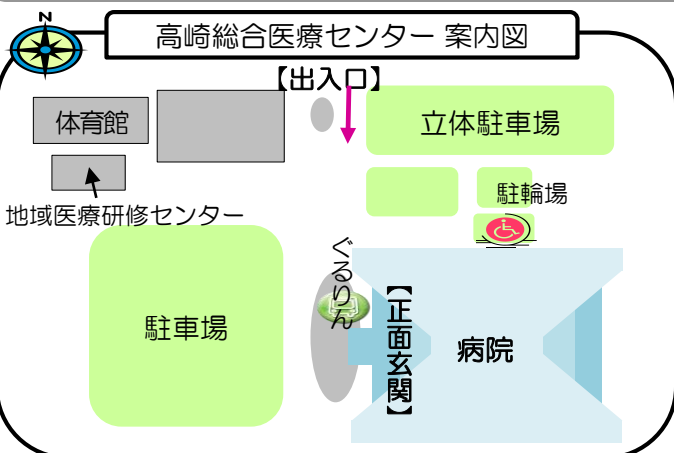 N
高崎総合医療センター 案内図
【出入口】
体育館
立体駐車場
駐輪場
地域医療研修センター
ぐるりん
駐車場
【正面玄関】
病院